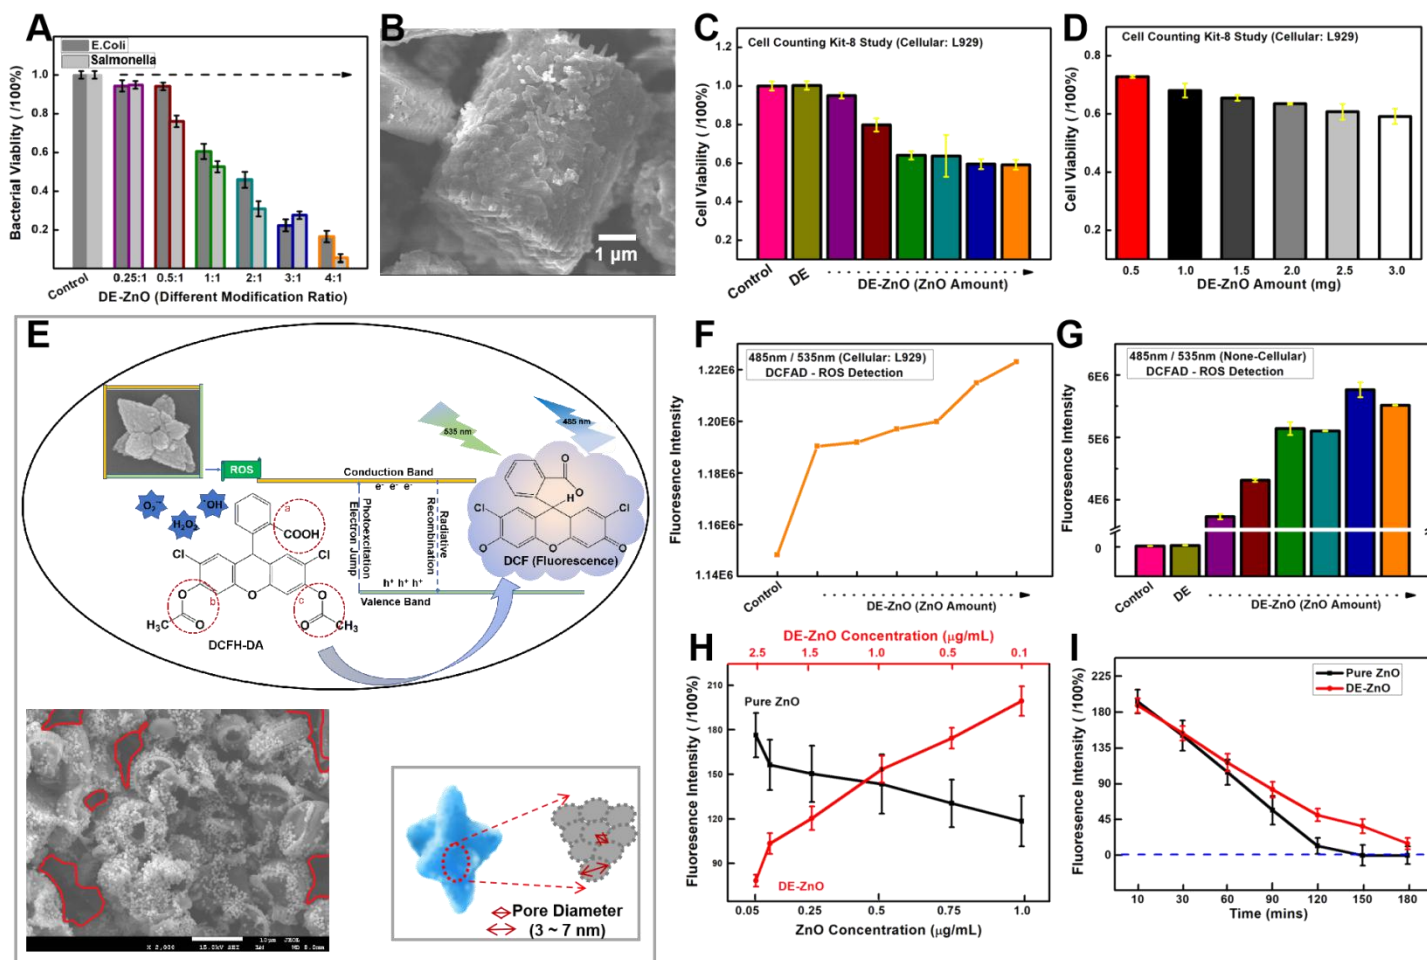 A
E.Coli
Salmonella
Bacterial Viability ( /100%)
1.0
0.8
0.6
0.4
0.2
Control
0.25:1
0.5:1
1:1
2:1
3:1
4:1
DE-ZnO (Different Modification Ratio)
B
1 μm
C
Cell Counting Kit-8 Study (Cellular: L929)
Cell Viability ( /100%)
1.2
1.0
0.8
0.6
0.4
0.2
Control
DE
DE-ZnO (ZnO Amount)
D
Cell Counting Kit-8 Study (Cellular: L929)
Cell Viability ( /100%)
0.8
0.6
0.4
0.2
0.5
1.0
1.5
2.0
2.5
3.0
DE-ZnO Amount (mg)
E
535 nm
485 nm
ROS
Conduction Band
e⁻ e⁻ e⁻
H₂O₂
·OH
a
COOH
Cl
Cl
O
b
c
O
O
O
O
H₃C
CH₃
DCFH-DA
Photoexcitation
Electron Jump
Radiative
Recombination
h⁺ h⁺ h⁺
Valence Band
O
O
H
Cl
Cl
O
O
O
DCF (Fluorescence)
X 2,000
15.0kV
10μm
JEOL
Pore Diameter
(3 ~ 7 nm)
F
485nm / 535nm (Cellular: L929)
DCFAD - ROS Detection
Fluoresence Intensity
1.22E6
1.20E6
1.18E6
1.16E6
1.14E6
Control
DE-ZnO (ZnO Amount)
G
485nm / 535nm (None-Cellular)
DCFAD - ROS Detection
Fluoresence Intensity
6E6
5E6
4E6
0
Control
DE
DE-ZnO (ZnO Amount)
H
DE-ZnO Concentration (μg/mL)
2.5
1.5
1.0
0.5
0.1
Fluoresence Intensity ( /100%)
210
180
150
120
90
Pure ZnO
DE-ZnO
0.05
0.25
0.5
0.75
1.0
ZnO Concentration (μg/mL)
I
Pure ZnO
DE-ZnO
Fluoresence Intensity ( /100%)
225
180
135
90
45
0
10
30
60
90
120
150
180
Time (mins)